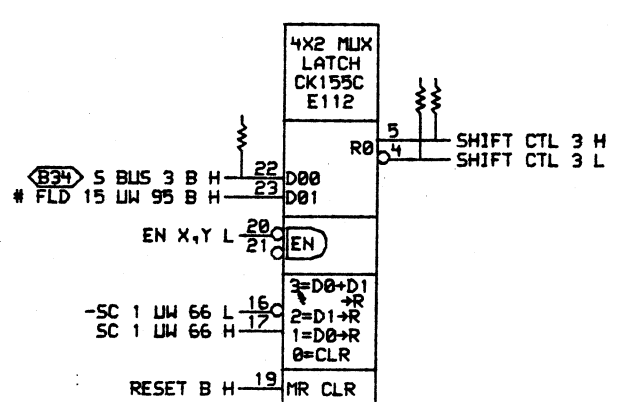 4X2 MUX
LATCH
CK155C
E112
5
R0 SHIFT CTL 3 H
4 SHIFT CTL 3 L
B34 S BUS 3 B H 22 D00
# FLD 15 UW 95 B H 23 D01
EN X,Y L 20
21 EN
3=D0+D1
→R
-SC 1 UW 66 L 16 2=D1→R
SC 1 UW 66 H 17 1=D0→R
0=CLR
RESET B H 19 MR CLR